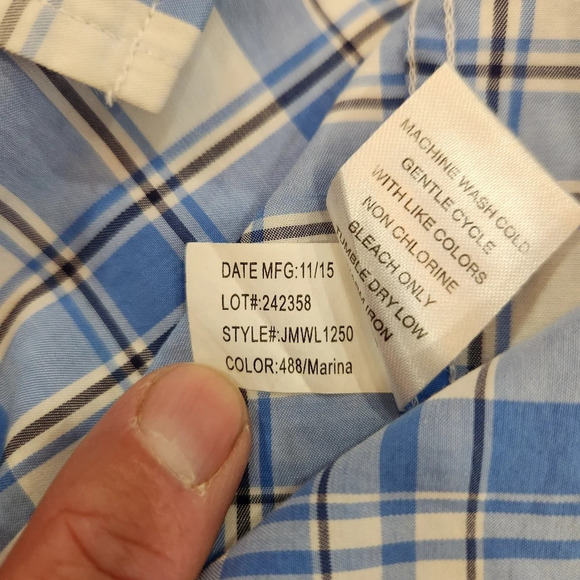 DATE MFG:11/15
LOT#:242358
STYLE#:JMWL1250
COLOR:488/Marina
MACHINE WASH COLD
GENTLE CYCLE
WITH LIKE COLORS
NON CHLORINE
BLEACH ONLY
TUMBLE DRY LOW
IRON